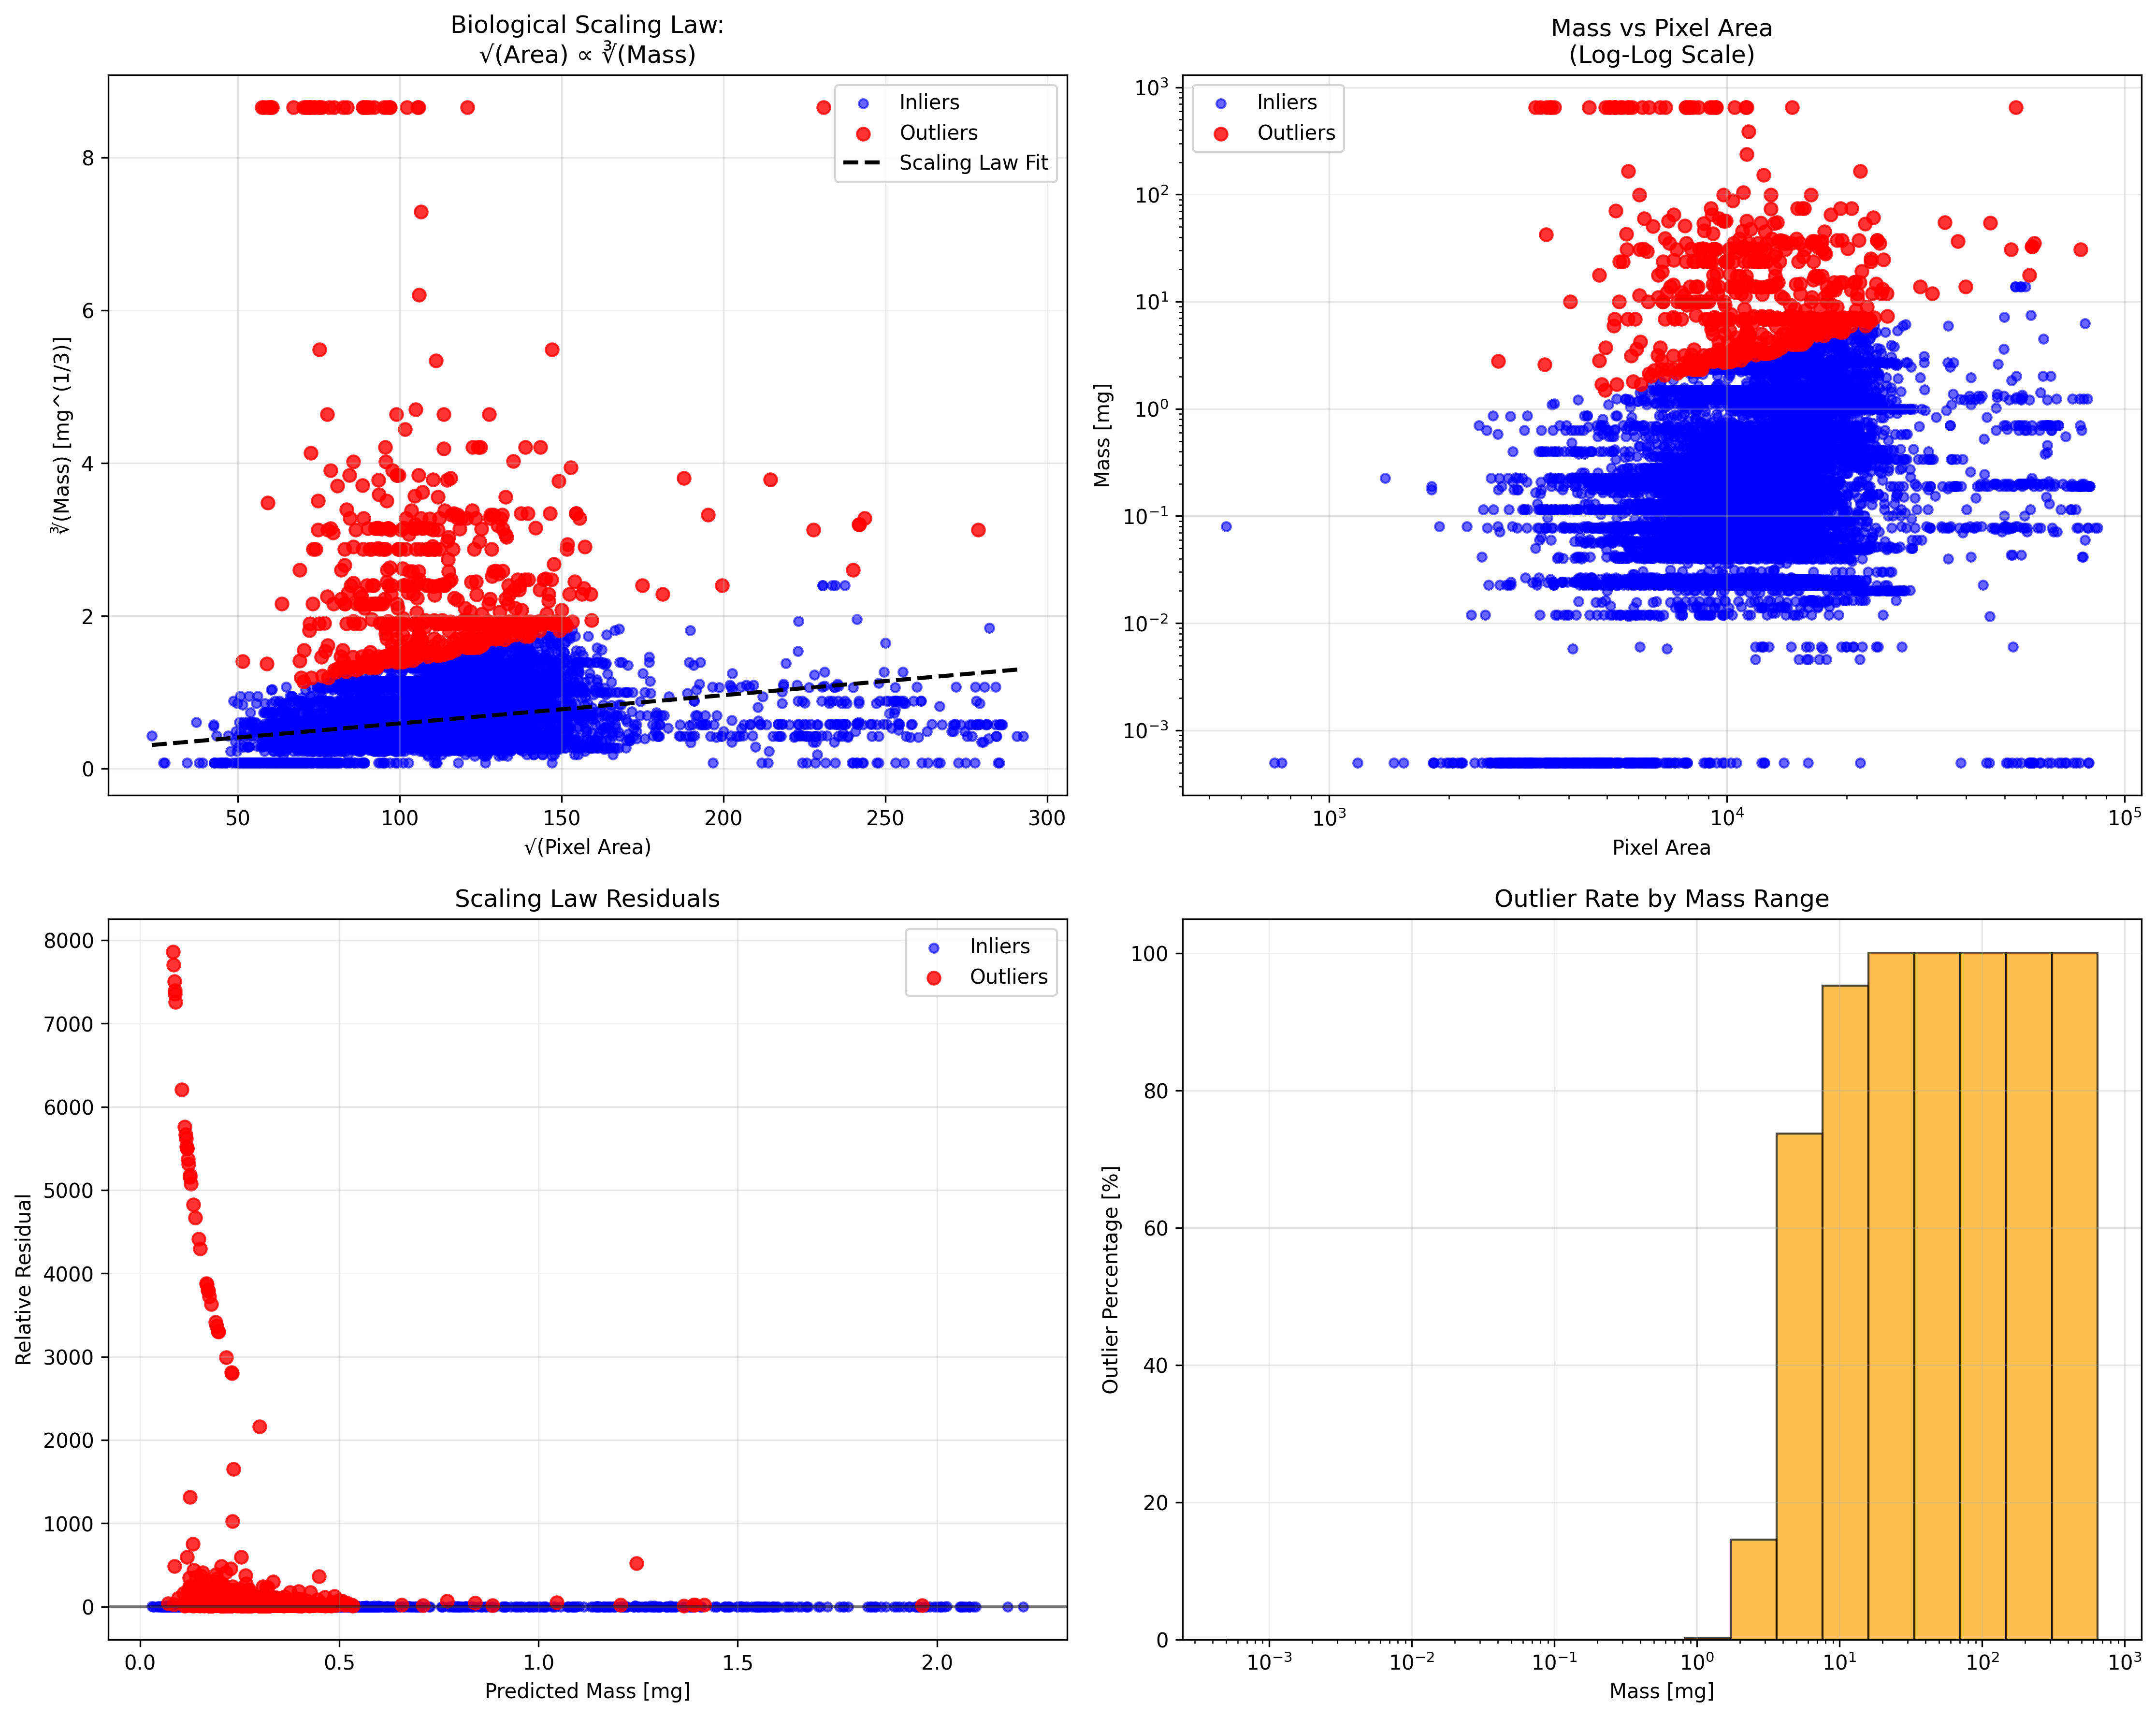 Biological Scaling Law:
√(Area) ∝ ∛(Mass)
Inliers
Outliers
Scaling Law Fit
8
6
4
2
0
∛(Mass) [mg^(1/3)]
50
100
150
200
250
300
√(Pixel Area)
Mass vs Pixel Area
(Log-Log Scale)
Inliers
Outliers
10³
10²
10¹
10⁰
10⁻¹
10⁻²
10⁻³
Mass [mg]
10³
10⁴
10⁵
Pixel Area
Scaling Law Residuals
Inliers
Outliers
8000
7000
6000
5000
4000
3000
2000
1000
0
Relative Residual
0.0
0.5
1.0
1.5
2.0
Predicted Mass [mg]
Outlier Rate by Mass Range
100
80
60
40
20
0
Outlier Percentage [%]
10⁻³
10⁻²
10⁻¹
10⁰
10¹
10²
10³
Mass [mg]